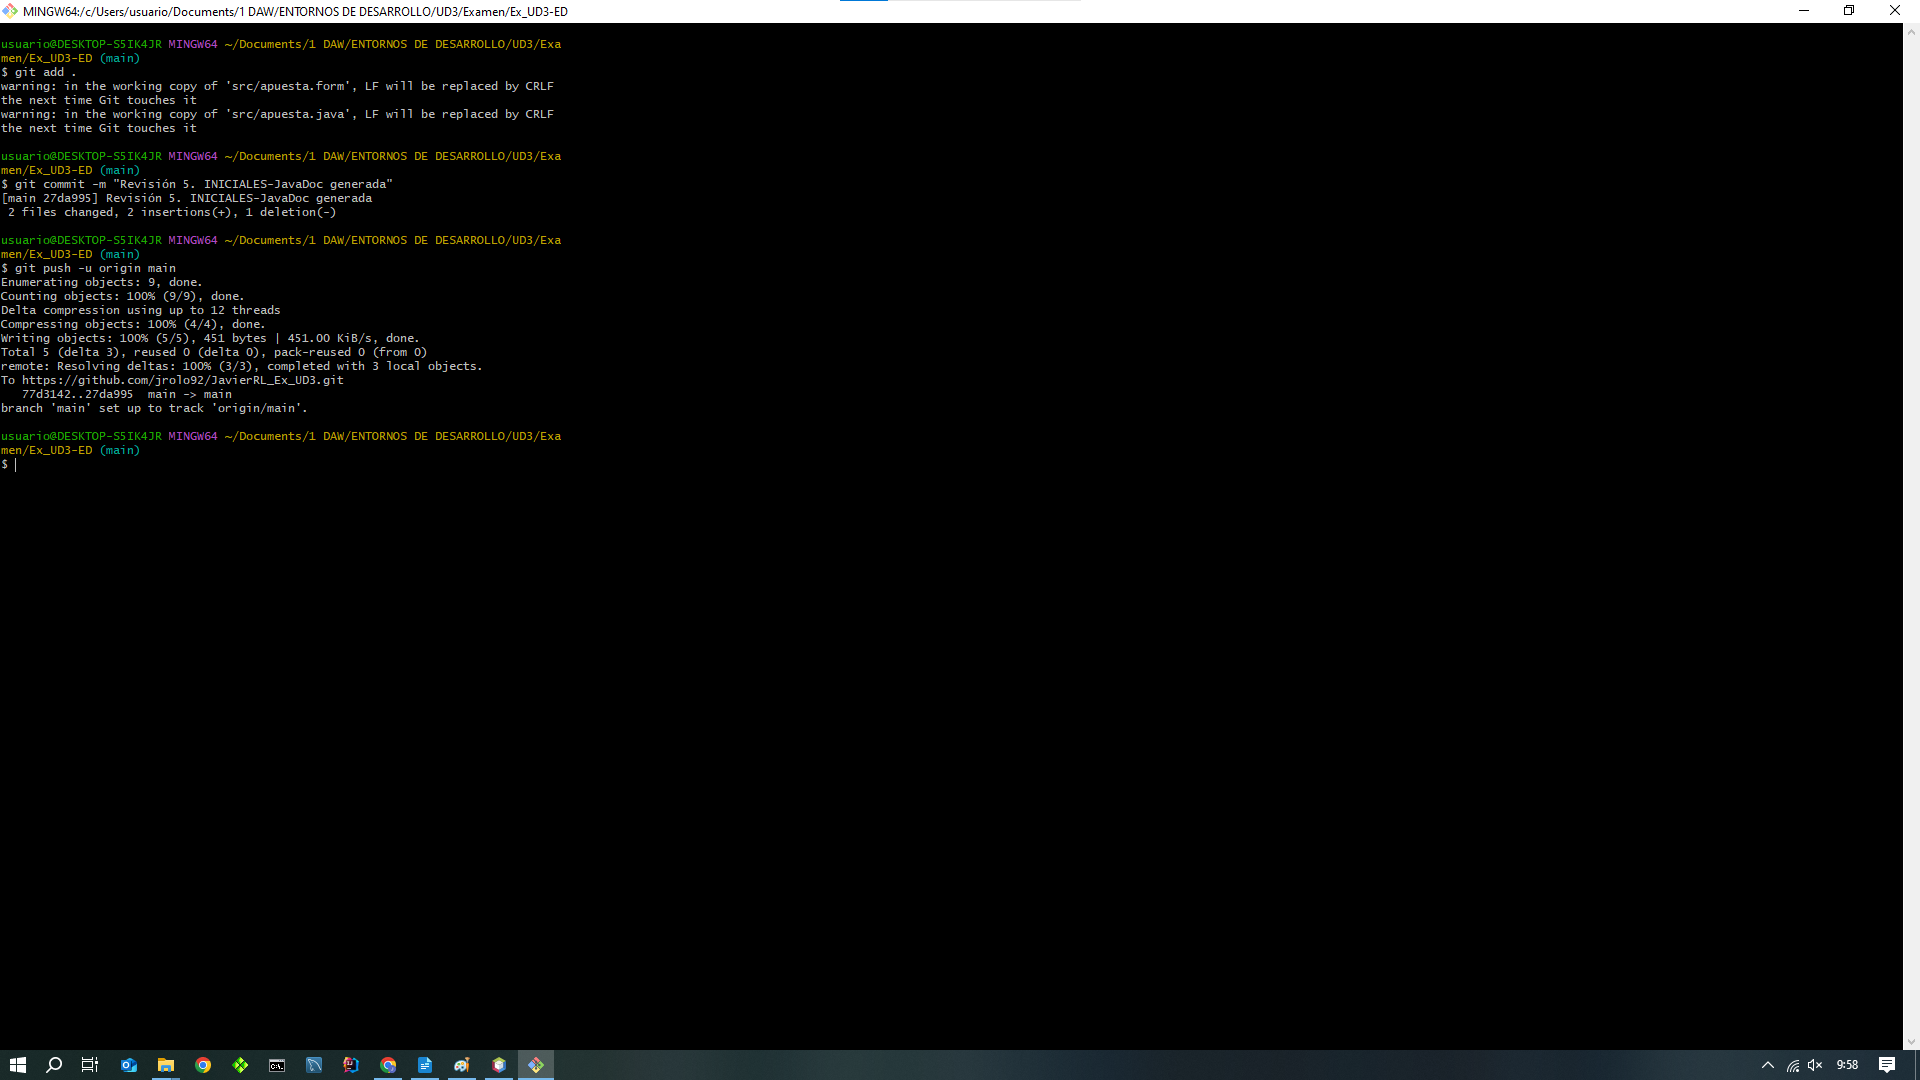 MINGW64:/c/Users/usuario/Documents/1 DAW/ENTORNOS DE DESARROLLO/UD3/Examen/Ex_UD3-ED
usuario@DESKTOP-S5IK4JR MINGW64 ~/Documents/1 DAW/ENTORNOS DE DESARROLLO/UD3/Exa
men/Ex_UD3-ED (main)
$ git add .
warning: in the working copy of 'src/apuesta.form', LF will be replaced by CRLF
the next time Git touches it
warning: in the working copy of 'src/apuesta.java', LF will be replaced by CRLF
the next time Git touches it
usuario@DESKTOP-S5IK4JR MINGW64 ~/Documents/1 DAW/ENTORNOS DE DESARROLLO/UD3/Exa
men/Ex_UD3-ED (main)
$ git commit -m "Revisión 5. INICIALES-JavaDoc generada"
[main 27da995] Revisión 5. INICIALES-JavaDoc generada
 2 files changed, 2 insertions(+), 1 deletion(-)
usuario@DESKTOP-S5IK4JR MINGW64 ~/Documents/1 DAW/ENTORNOS DE DESARROLLO/UD3/Exa
men/Ex_UD3-ED (main)
$ git push -u origin main
Enumerating objects: 9, done.
Counting objects: 100% (9/9), done.
Delta compression using up to 12 threads
Compressing objects: 100% (4/4), done.
Writing objects: 100% (5/5), 451 bytes | 451.00 KiB/s, done.
Total 5 (delta 3), reused 0 (delta 0), pack-reused 0 (from 0)
remote: Resolving deltas: 100% (3/3), completed with 3 local objects.
To https://github.com/jrolo92/JavierRL_Ex_UD3.git
   77d3142..27da995  main -> main
branch 'main' set up to track 'origin/main'.
usuario@DESKTOP-S5IK4JR MINGW64 ~/Documents/1 DAW/ENTORNOS DE DESARROLLO/UD3/Exa
men/Ex_UD3-ED (main)
$
9:58